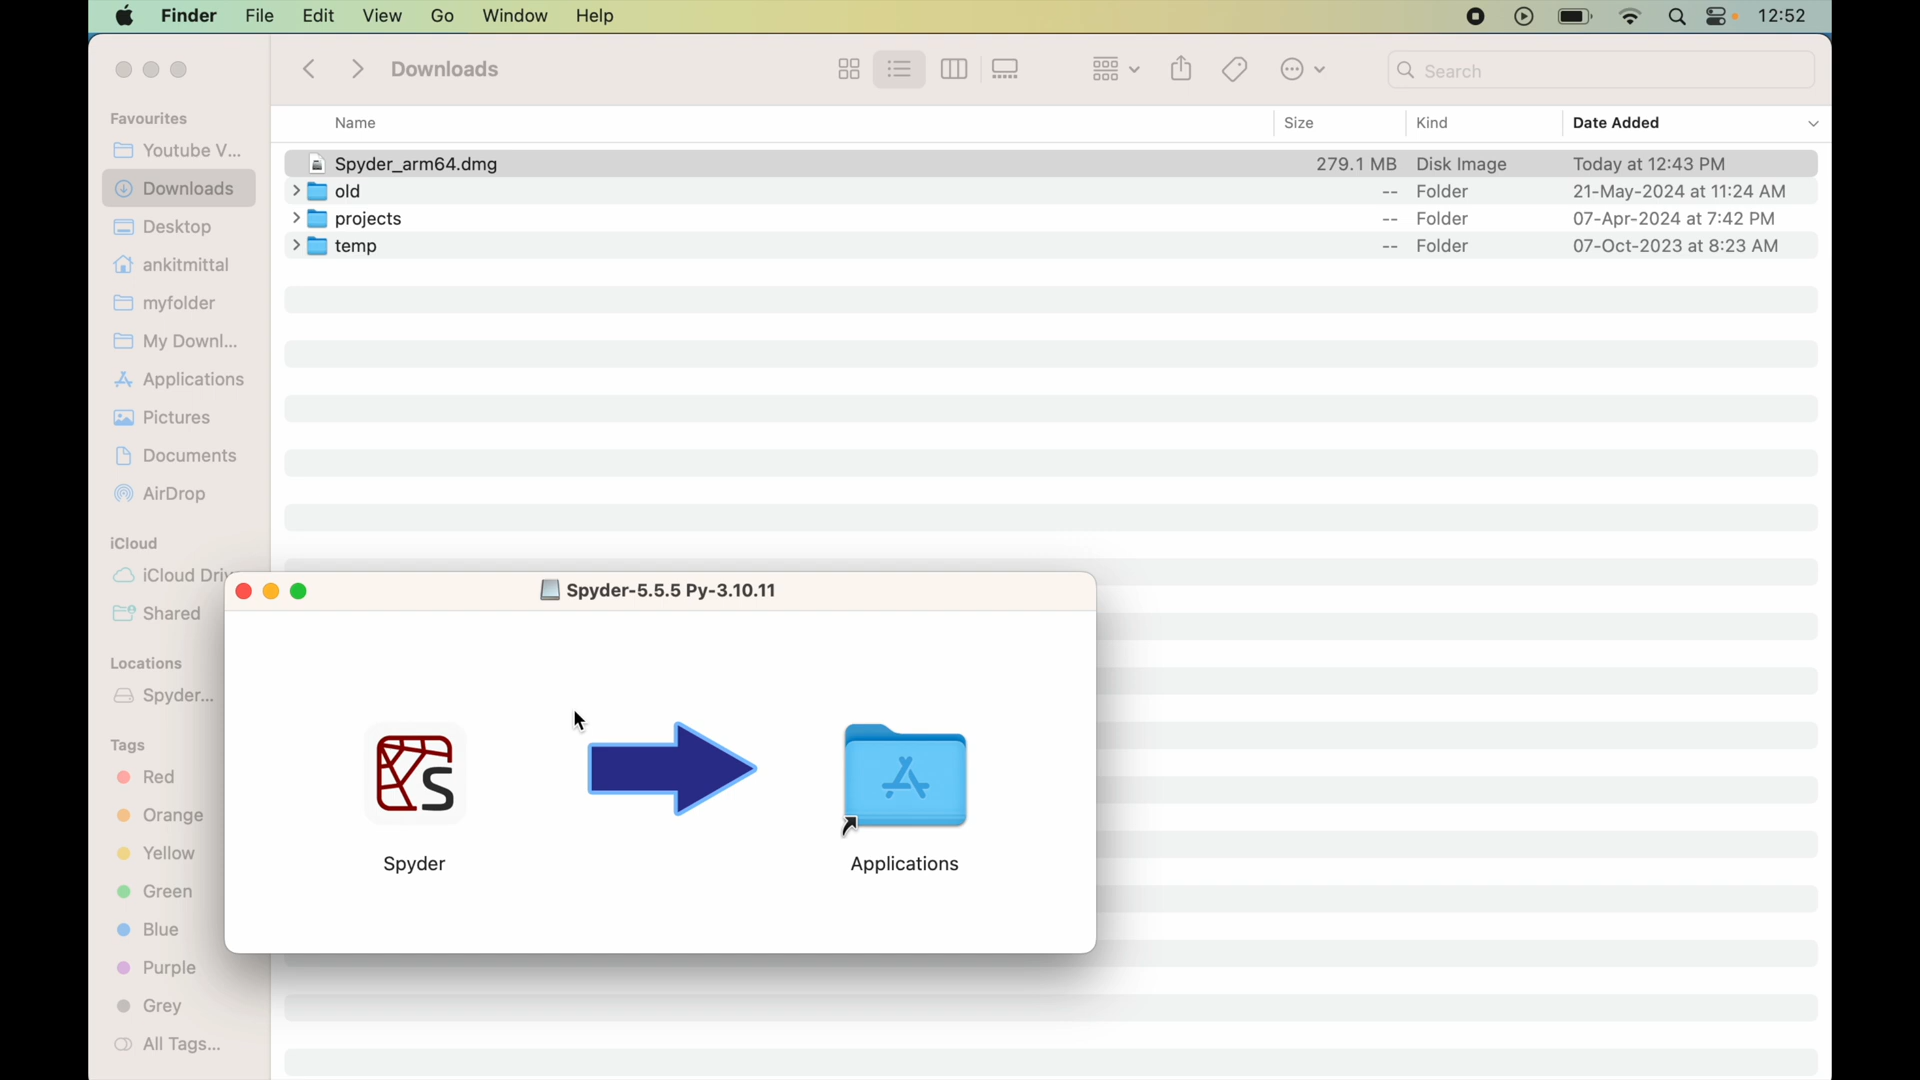 Finder File Edit View Go Window Help 12:52
Downloads
Search
Favourites
Youtube V...
Downloads
Desktop
ankitmittal
myfolder
My Downl...
Applications
Pictures
Documents
AirDrop
iCloud
iCloud Driv
Shared
Locations
Spyder...
Tags
Red
Orange
Yellow
Green
Blue
Purple
Grey
All Tags...
Name Size Kind Date Added
Spyder_arm64.dmg 279.1 MB Disk Image Today at 12:43 PM
old -- Folder 21-May-2024 at 11:24 AM
projects -- Folder 07-Apr-2024 at 7:42 PM
temp -- Folder 07-Oct-2023 at 8:23 AM
Spyder-5.5.5 Py-3.10.11
S
Spyder Applications